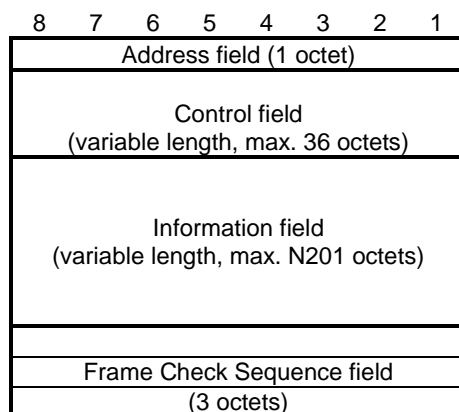 8 7 6 5 4 3 2 1
Address field (1 octet)
Control field
(variable length, max. 36 octets)
Information field
(variable length, max. N201 octets)
Frame Check Sequence field
(3 octets)